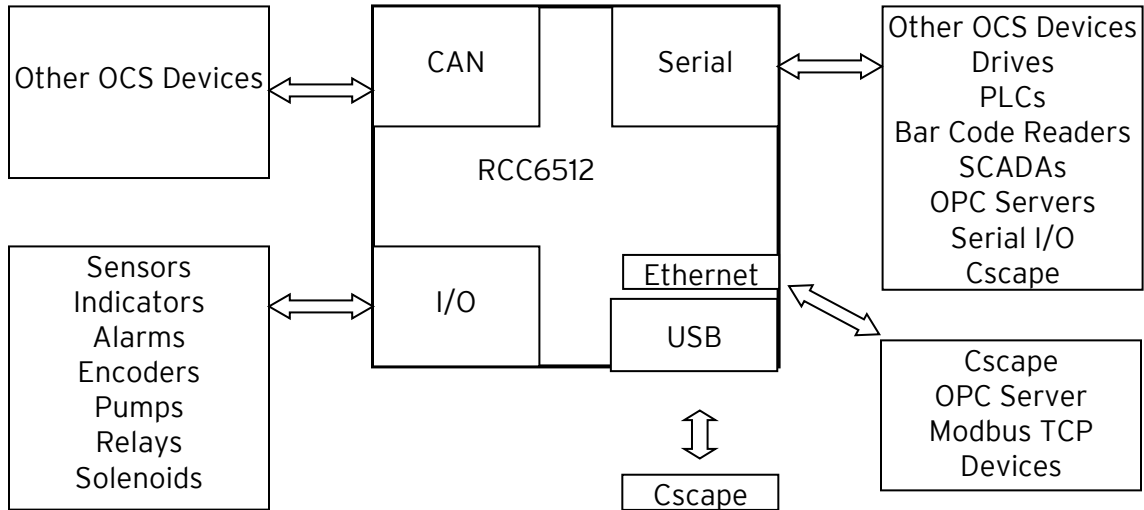 Other OCS Devices
CAN
Serial
Other OCS Devices
Drives
PLCs
Bar Code Readers
SCADAs
OPC Servers
Serial I/O
Cscape
RCC6512
Sensors
Indicators
Alarms
Encoders
Pumps
Relays
Solenoids
I/O
Ethernet
USB
Cscape
OPC Server
Modbus TCP
Devices
Cscape